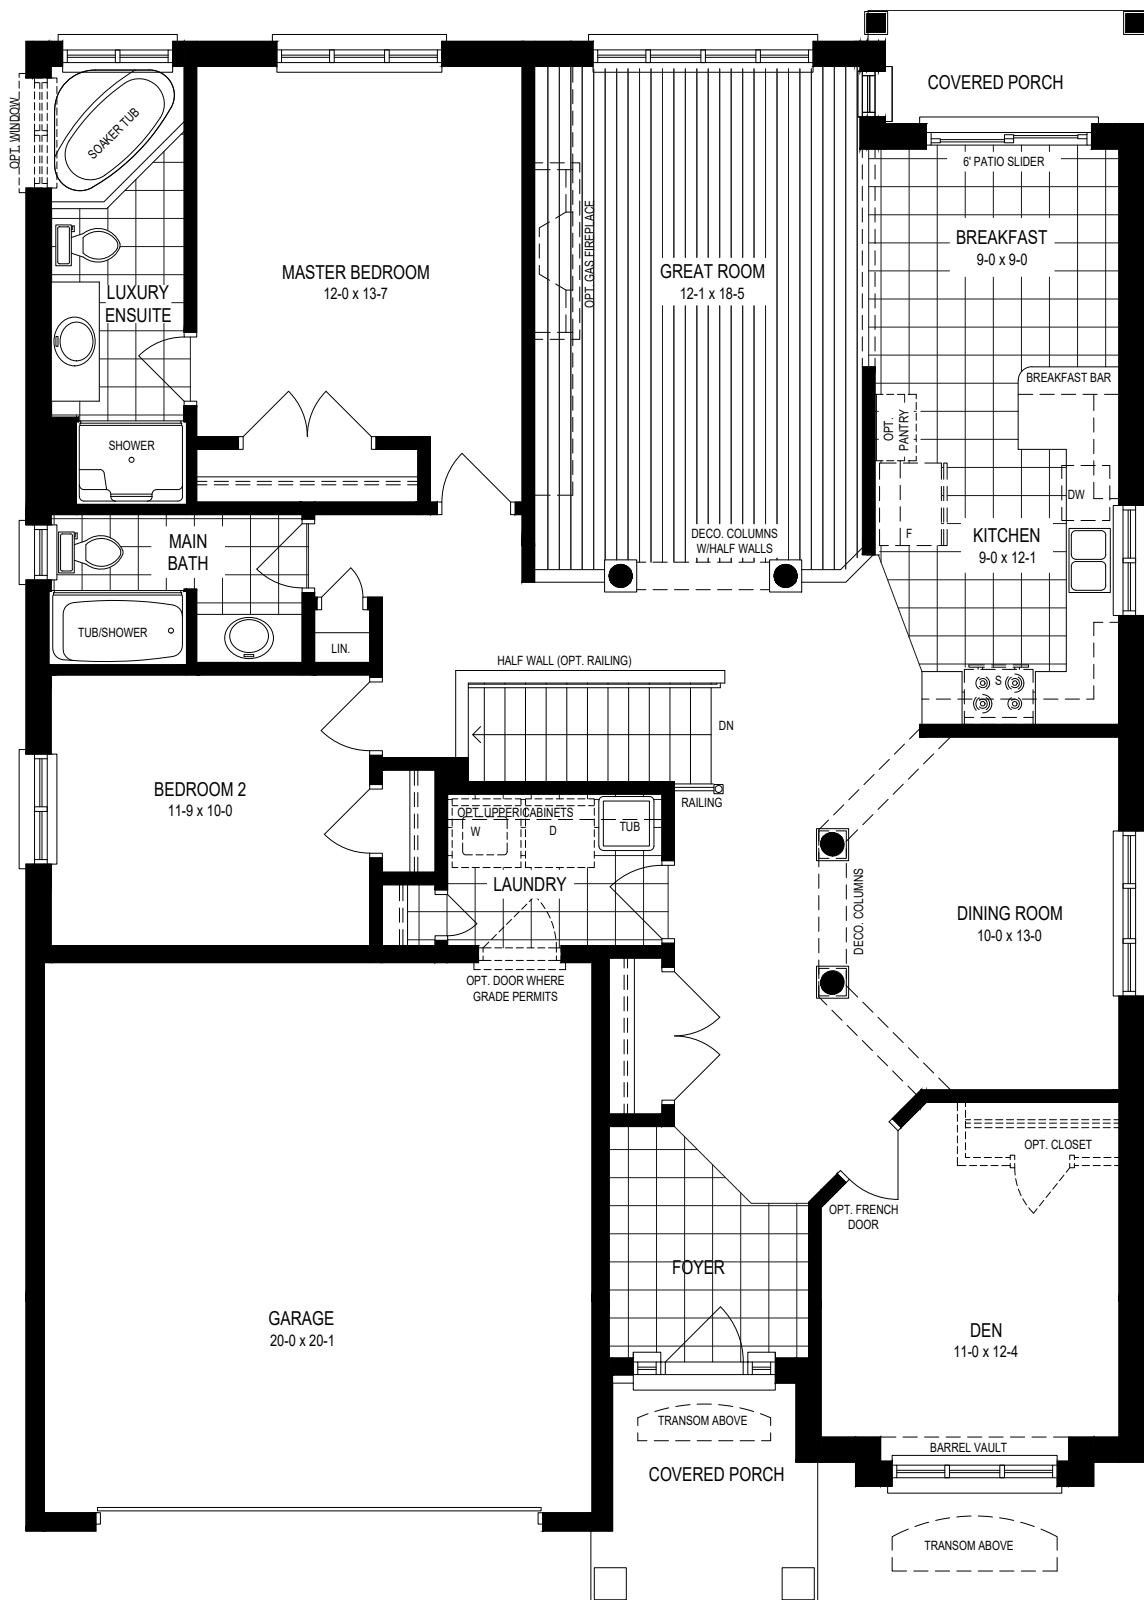 COVERED PORCH
OPT. WINDOW
SOAKER TUB
6' PATIO SLIDER
BREAKFAST
9-0 x 9-0
MASTER BEDROOM
12-0 x 13-7
OPT. GAS FIREPLACE
GREAT ROOM
12-1 x 18-5
LUXURY
ENSUITE
BREAKFAST BAR
OPT.
PANTRY
SHOWER
DW
F
KITCHEN
9-0 x 12-1
DECO. COLUMNS
W/HALF WALLS
MAIN
BATH
TUB/SHOWER
LIN.
HALF WALL (OPT. RAILING)
S
DN
BEDROOM 2
11-9 x 10-0
RAILING
OPT. UPPER CABINETS
W
D
TUB
LAUNDRY
DECO. COLUMNS
DINING ROOM
10-0 x 13-0
OPT. DOOR WHERE
GRADE PERMITS
OPT. CLOSET
OPT. FRENCH
DOOR
FOYER
GARAGE
20-0 x 20-1
DEN
11-0 x 12-4
TRANSOM ABOVE
BARREL VAULT
COVERED PORCH
TRANSOM ABOVE